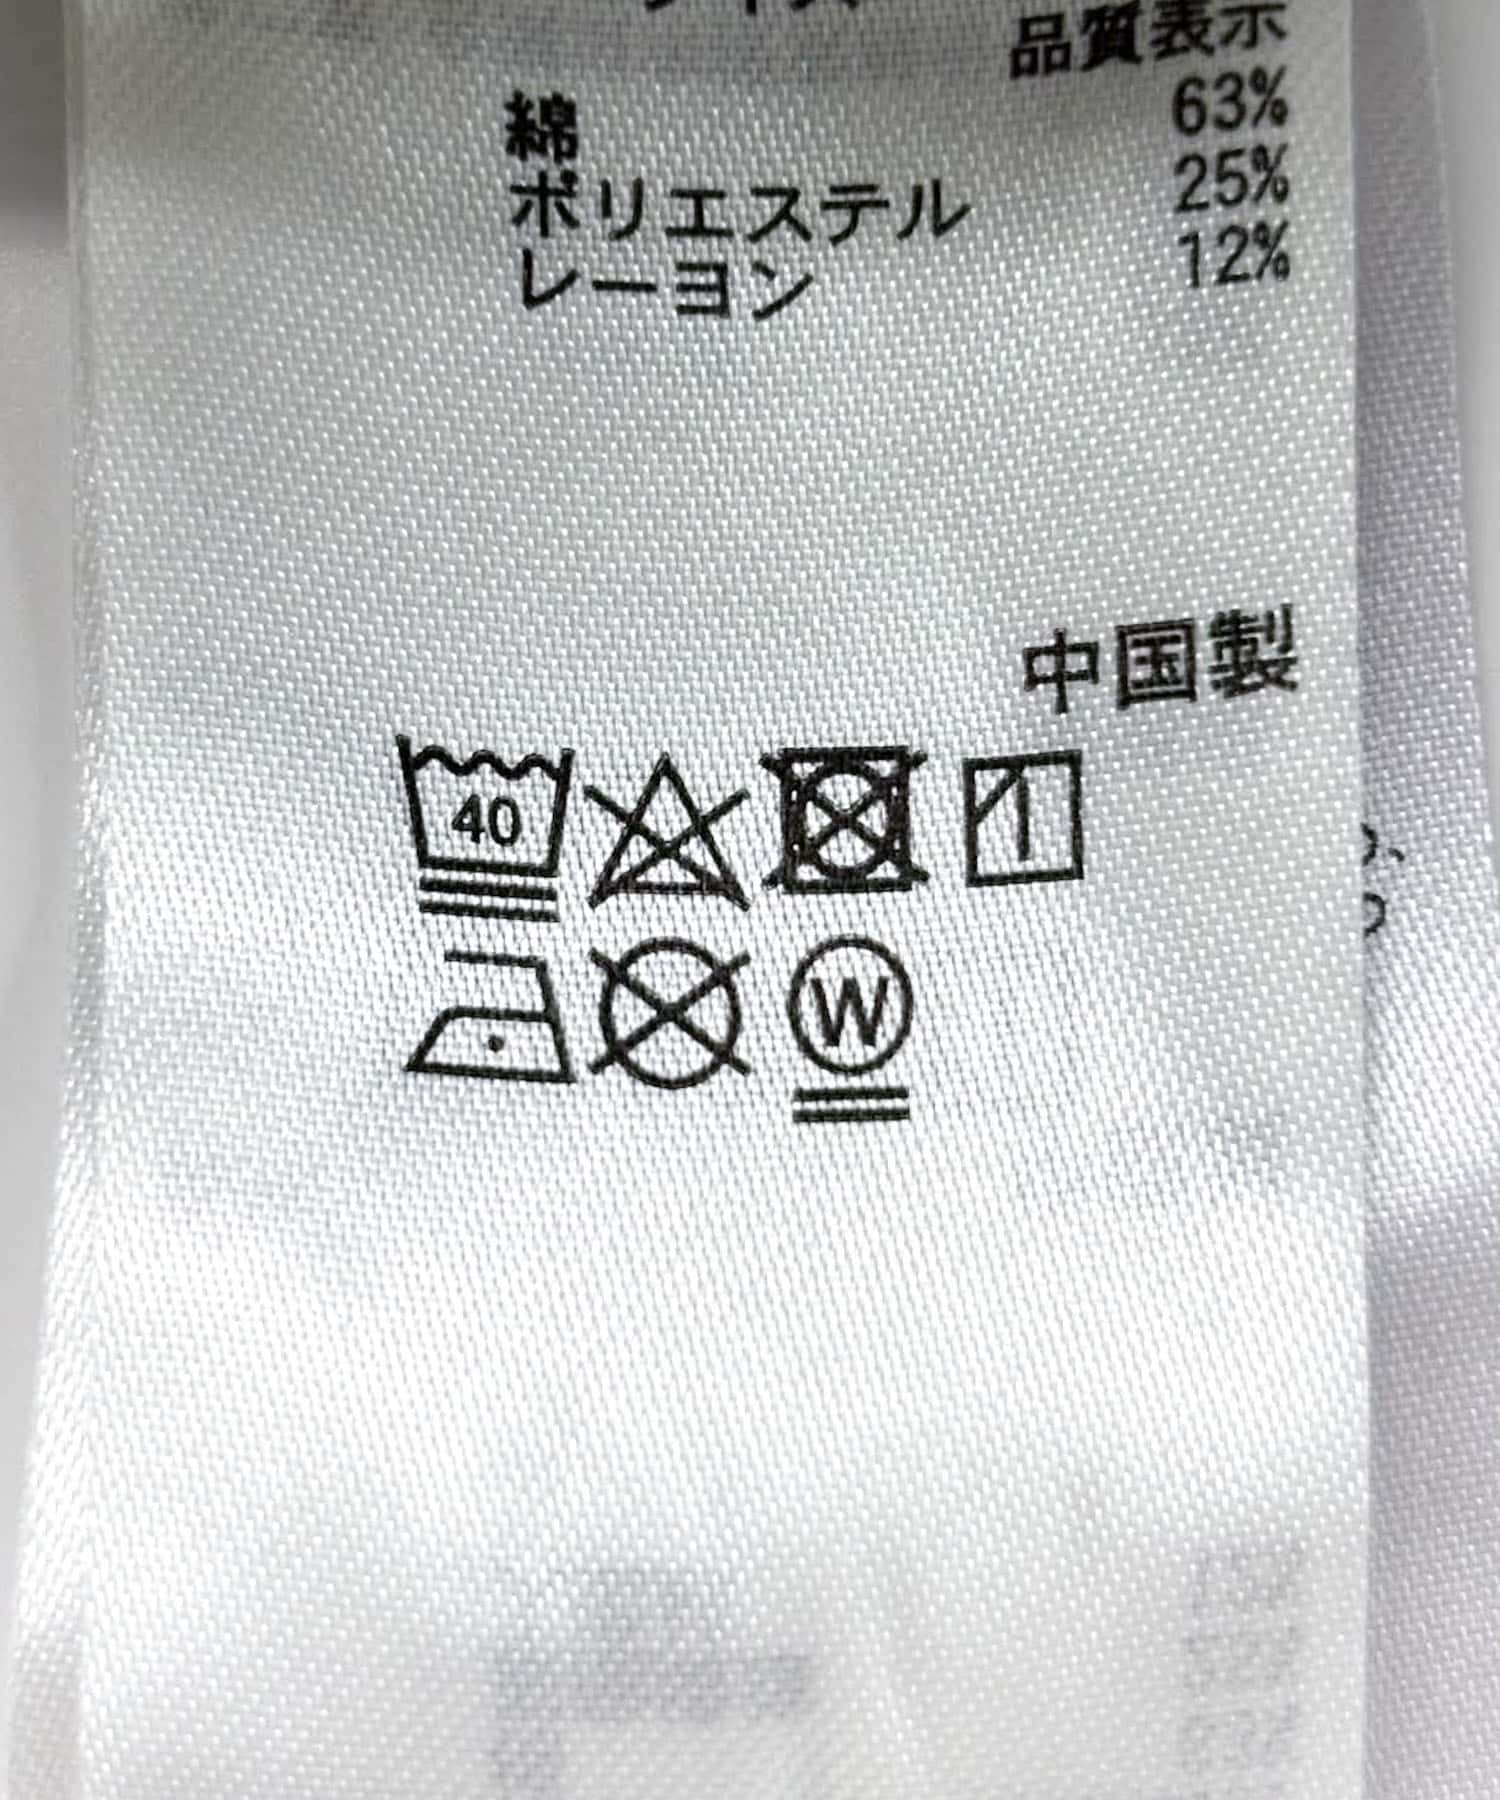 品質表示
綿 63%
ポリエステル 25%
レーヨン 12%
中国製
40
W